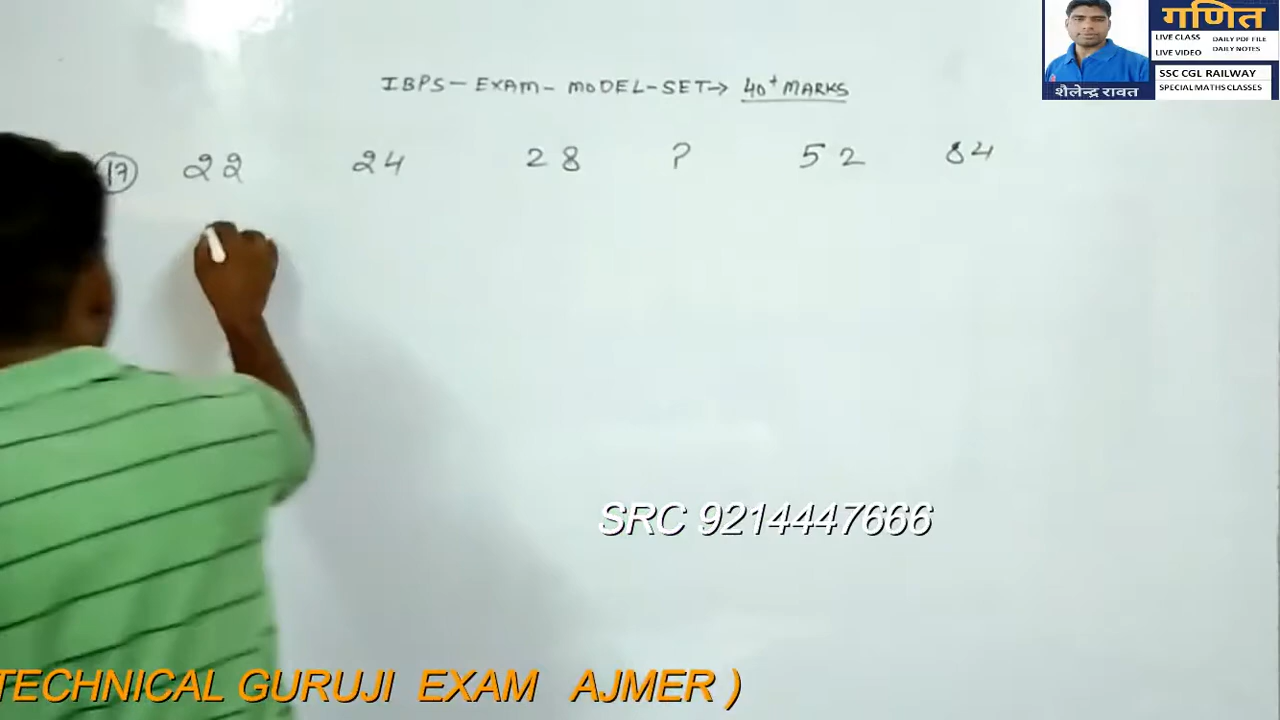 गणित
LIVE CLASS
DAILY PDF FILE
LIVE VIDEO
DAILY NOTES
SSC CGL RAILWAY
SPECIAL MATHS CLASSES
शैलेन्द्र रावत
IBPS-EXAM-MODEL-SET→ 40+ MARKS
17 22 24 28 ? 52 84
SRC 9214447666
TECHNICAL GURUJI EXAM AJMER )